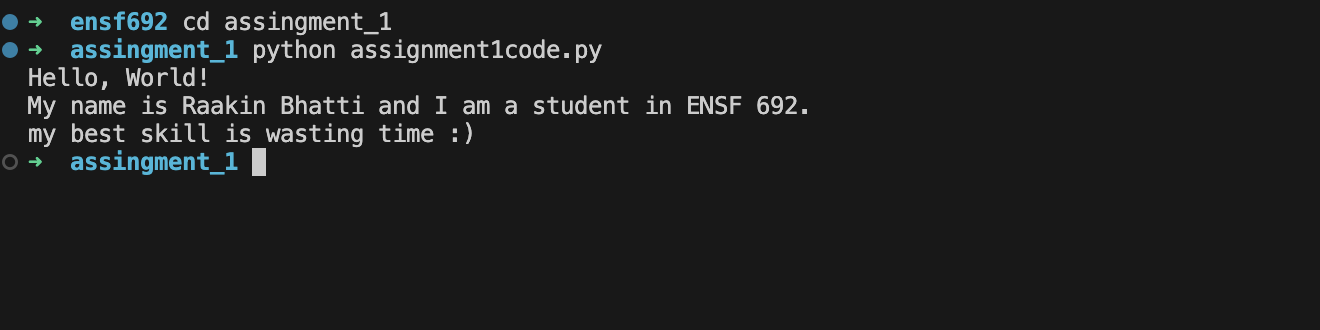 ➜ ensf692 cd assingment_1
➜ assingment_1 python assignment1code.py
Hello, World!
My name is Raakin Bhatti and I am a student in ENSF 692.
my best skill is wasting time :)
➜ assingment_1